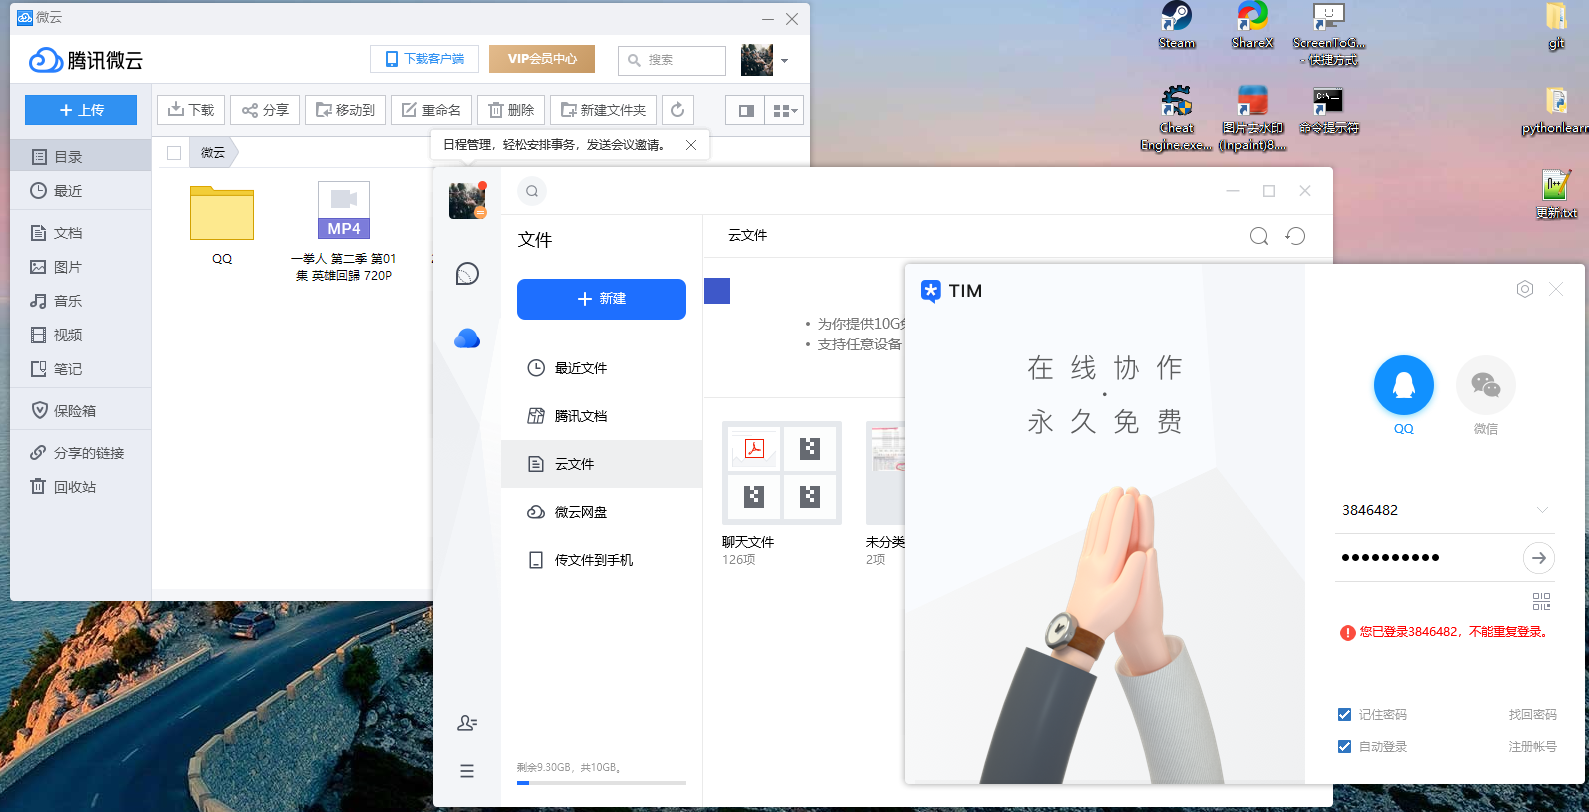 微云
腾讯微云
下载客户端
VIP会员中心
搜索
上传
下载
分享
移动到
重命名
删除
新建文件夹
目录
最近
文档
图片
音乐
视频
笔记
保险箱
分享的链接
回收站
微云
QQ
MP4
一拳人 第二季 第01
集 英雄回歸 720P
日程管理，轻松安排事务，发送会议邀请。
文件
新建
最近文件
腾讯文档
云文件
微云网盘
传文件到手机
剩余9.30GB，共10GB。
云文件
• 为你提供10G
• 支持任意设备
聊天文件
126项
未分类
2项
TIM
在线协作
·
永久免费
QQ
微信
3846482
您已登录3846482，不能重复登录。
记住密码
找回密码
自动登录
注册帐号
Steam
ShareX
ScreenToG...
- 快捷方式
git
Cheat
Engine.exe...
图片去水印
(Inpaint)8....
命令提示符
pythonlearn
更新.txt